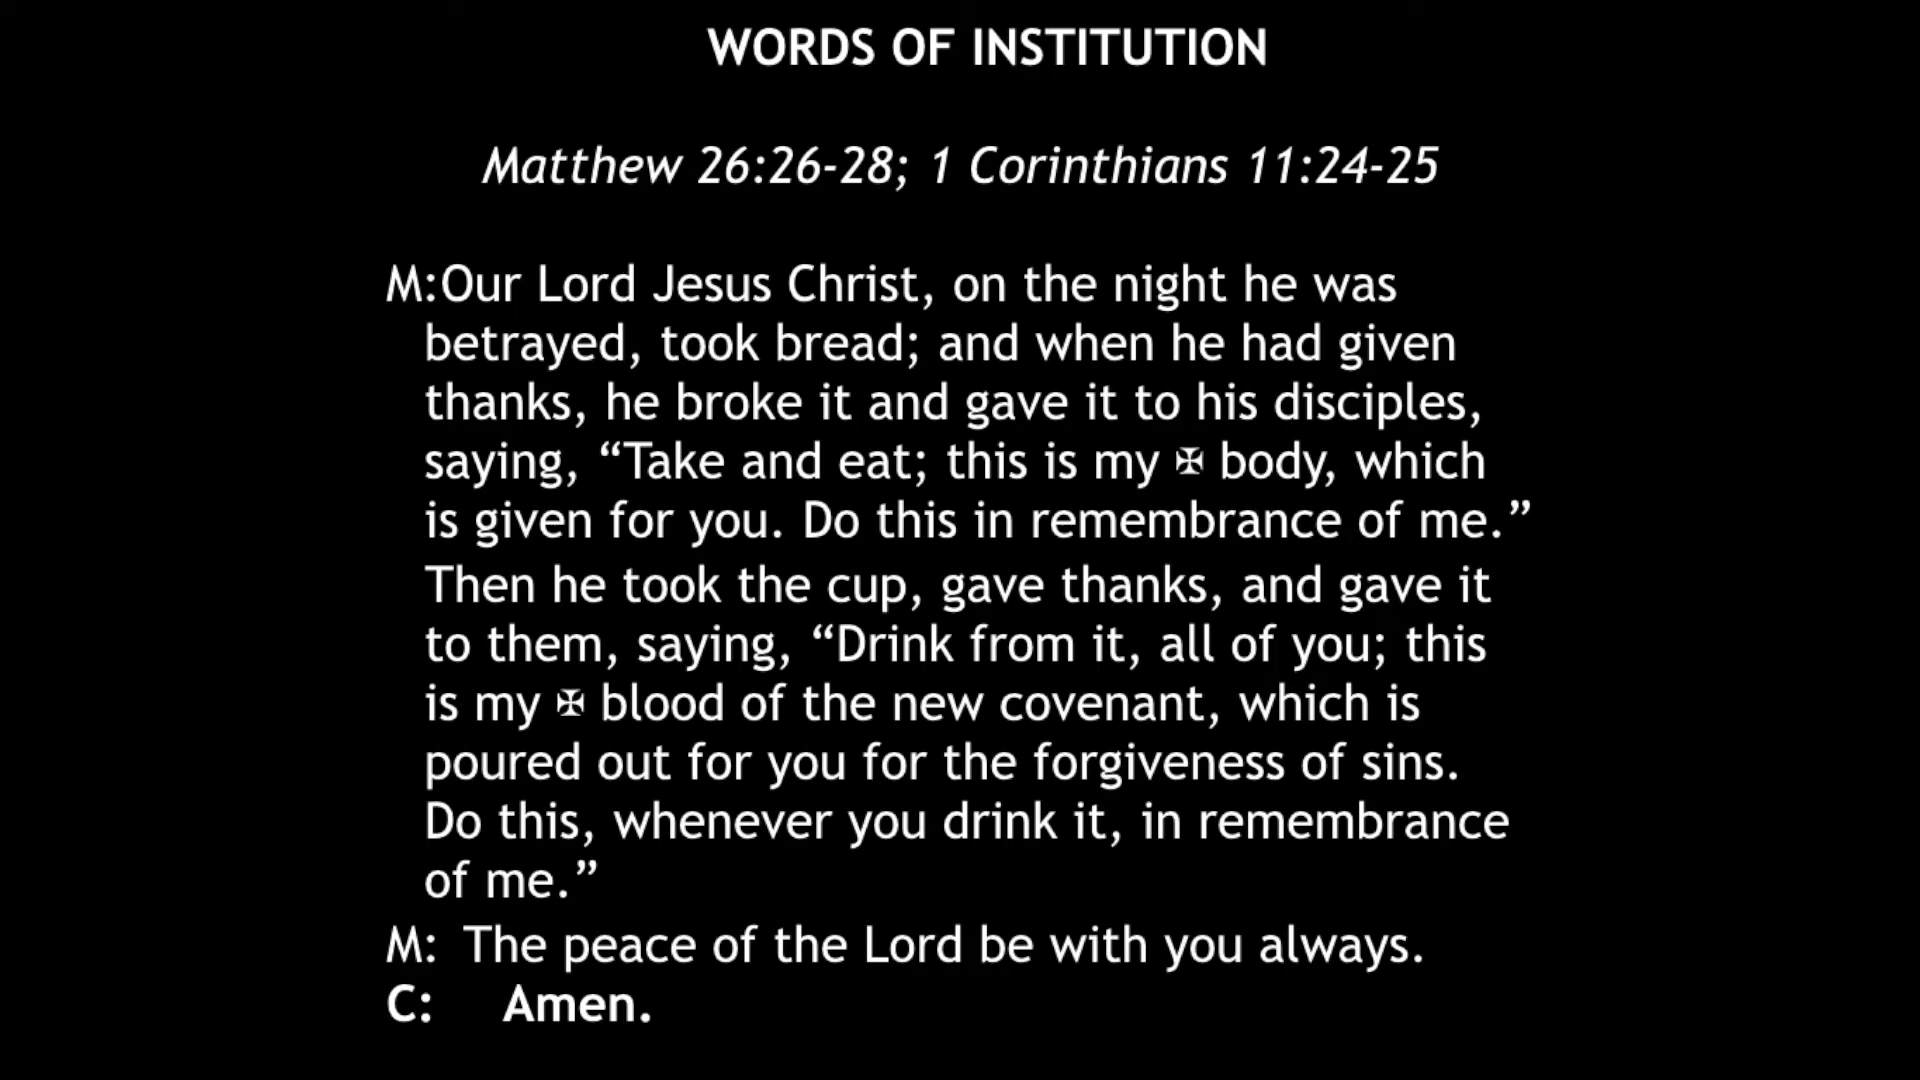 WORDS OF INSTITUTION
Matthew 26:26-28; 1 Corinthians 11:24-25
M:Our Lord Jesus Christ, on the night he was
betrayed, took bread; and when he had given
thanks, he broke it and gave it to his disciples,
saying, “Take and eat; this is my ✠ body, which
is given for you. Do this in remembrance of me.”
Then he took the cup, gave thanks, and gave it
to them, saying, “Drink from it, all of you; this
is my ✠ blood of the new covenant, which is
poured out for you for the forgiveness of sins.
Do this, whenever you drink it, in remembrance
of me.”
M: The peace of the Lord be with you always.
C: Amen.